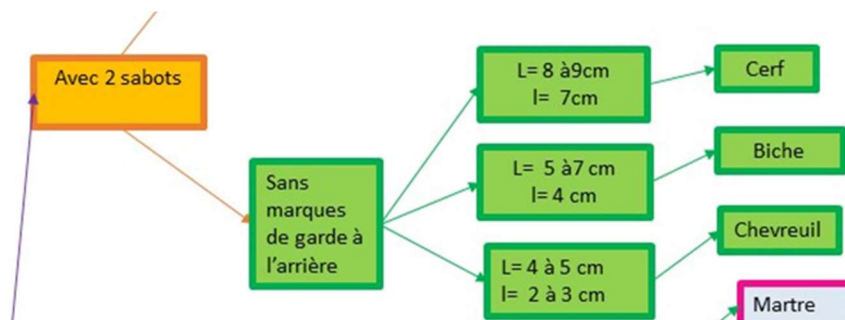 Avec 2 sabots
Sans
marques
de garde à
l'arrière
L= 8 à9cm
l= 7cm
Cerf
L= 5 à7 cm
l= 4 cm
Biche
L= 4 à 5 cm
l= 2 à 3 cm
Chevreuil
Martre